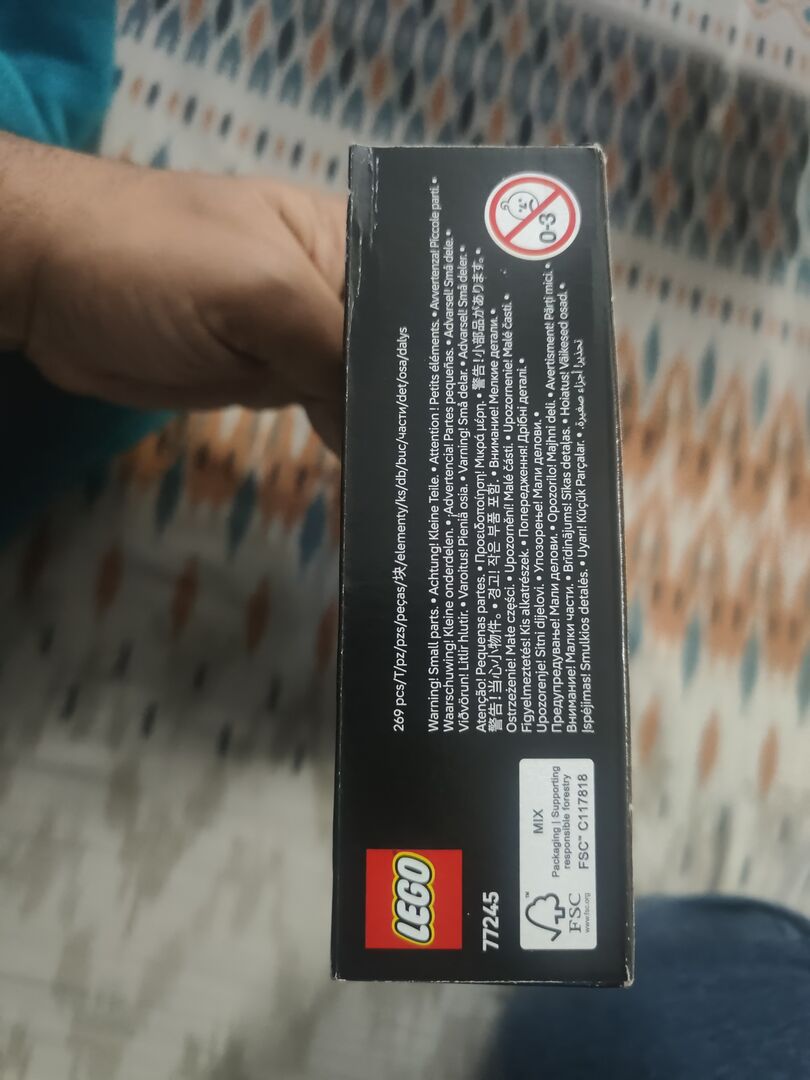 269 pcs/T/pz/pzs/peças/块/elementy/ks/db/buc/части/deț/osa/dalys
Warning! Small parts. • Achtung! Kleine Teile. • Attention ! Petits éléments. • Avvertenza! Piccole parti. •
Waarschuwing! Kleine onderdelen. • ¡Advertencia! Partes pequeñas. • Advarsel! Små dele. •
Viðvörun! Litlir hlutir. • Varoitus! Pieniä osia. • Varning! Små delar. • Advarsel! Små deler. •
Atenção! Pequenas partes. • Προειδοποίηση! Μικρά μέρη. • 警告！小部品があります。 •
警告！当心小物件。 • 경고! 작은 부품 포함. • Внимание! Мелкие детали. •
Ostrzeżenie! Małe części. • Upozornění! Malé části. • Upozornenie! Malé časti. •
Figyelmeztetés! Kis alkatrészek. • Попередження! Дрібні деталі. •
Upozorenje! Sitni dijelovi. • Упозорење! Мали делови. •
Предупредување! Мали делови. • Opozorilo! Majhni deli. • Avertisment! Părți mici. •
Внимание! Малки части. • Brīdinājums! Sīkas detaļas. • Hoiatus! Väikesed osad. •
Įspėjimas! Smulkios detalės. • Uyarı! Küçük Parçalar. • تحذير! أجزاء صغيرة.
0-3
LEGO
77245
FSC
www.fsc.org
MIX
Packaging | Supporting
responsible forestry
FSC™ C117818